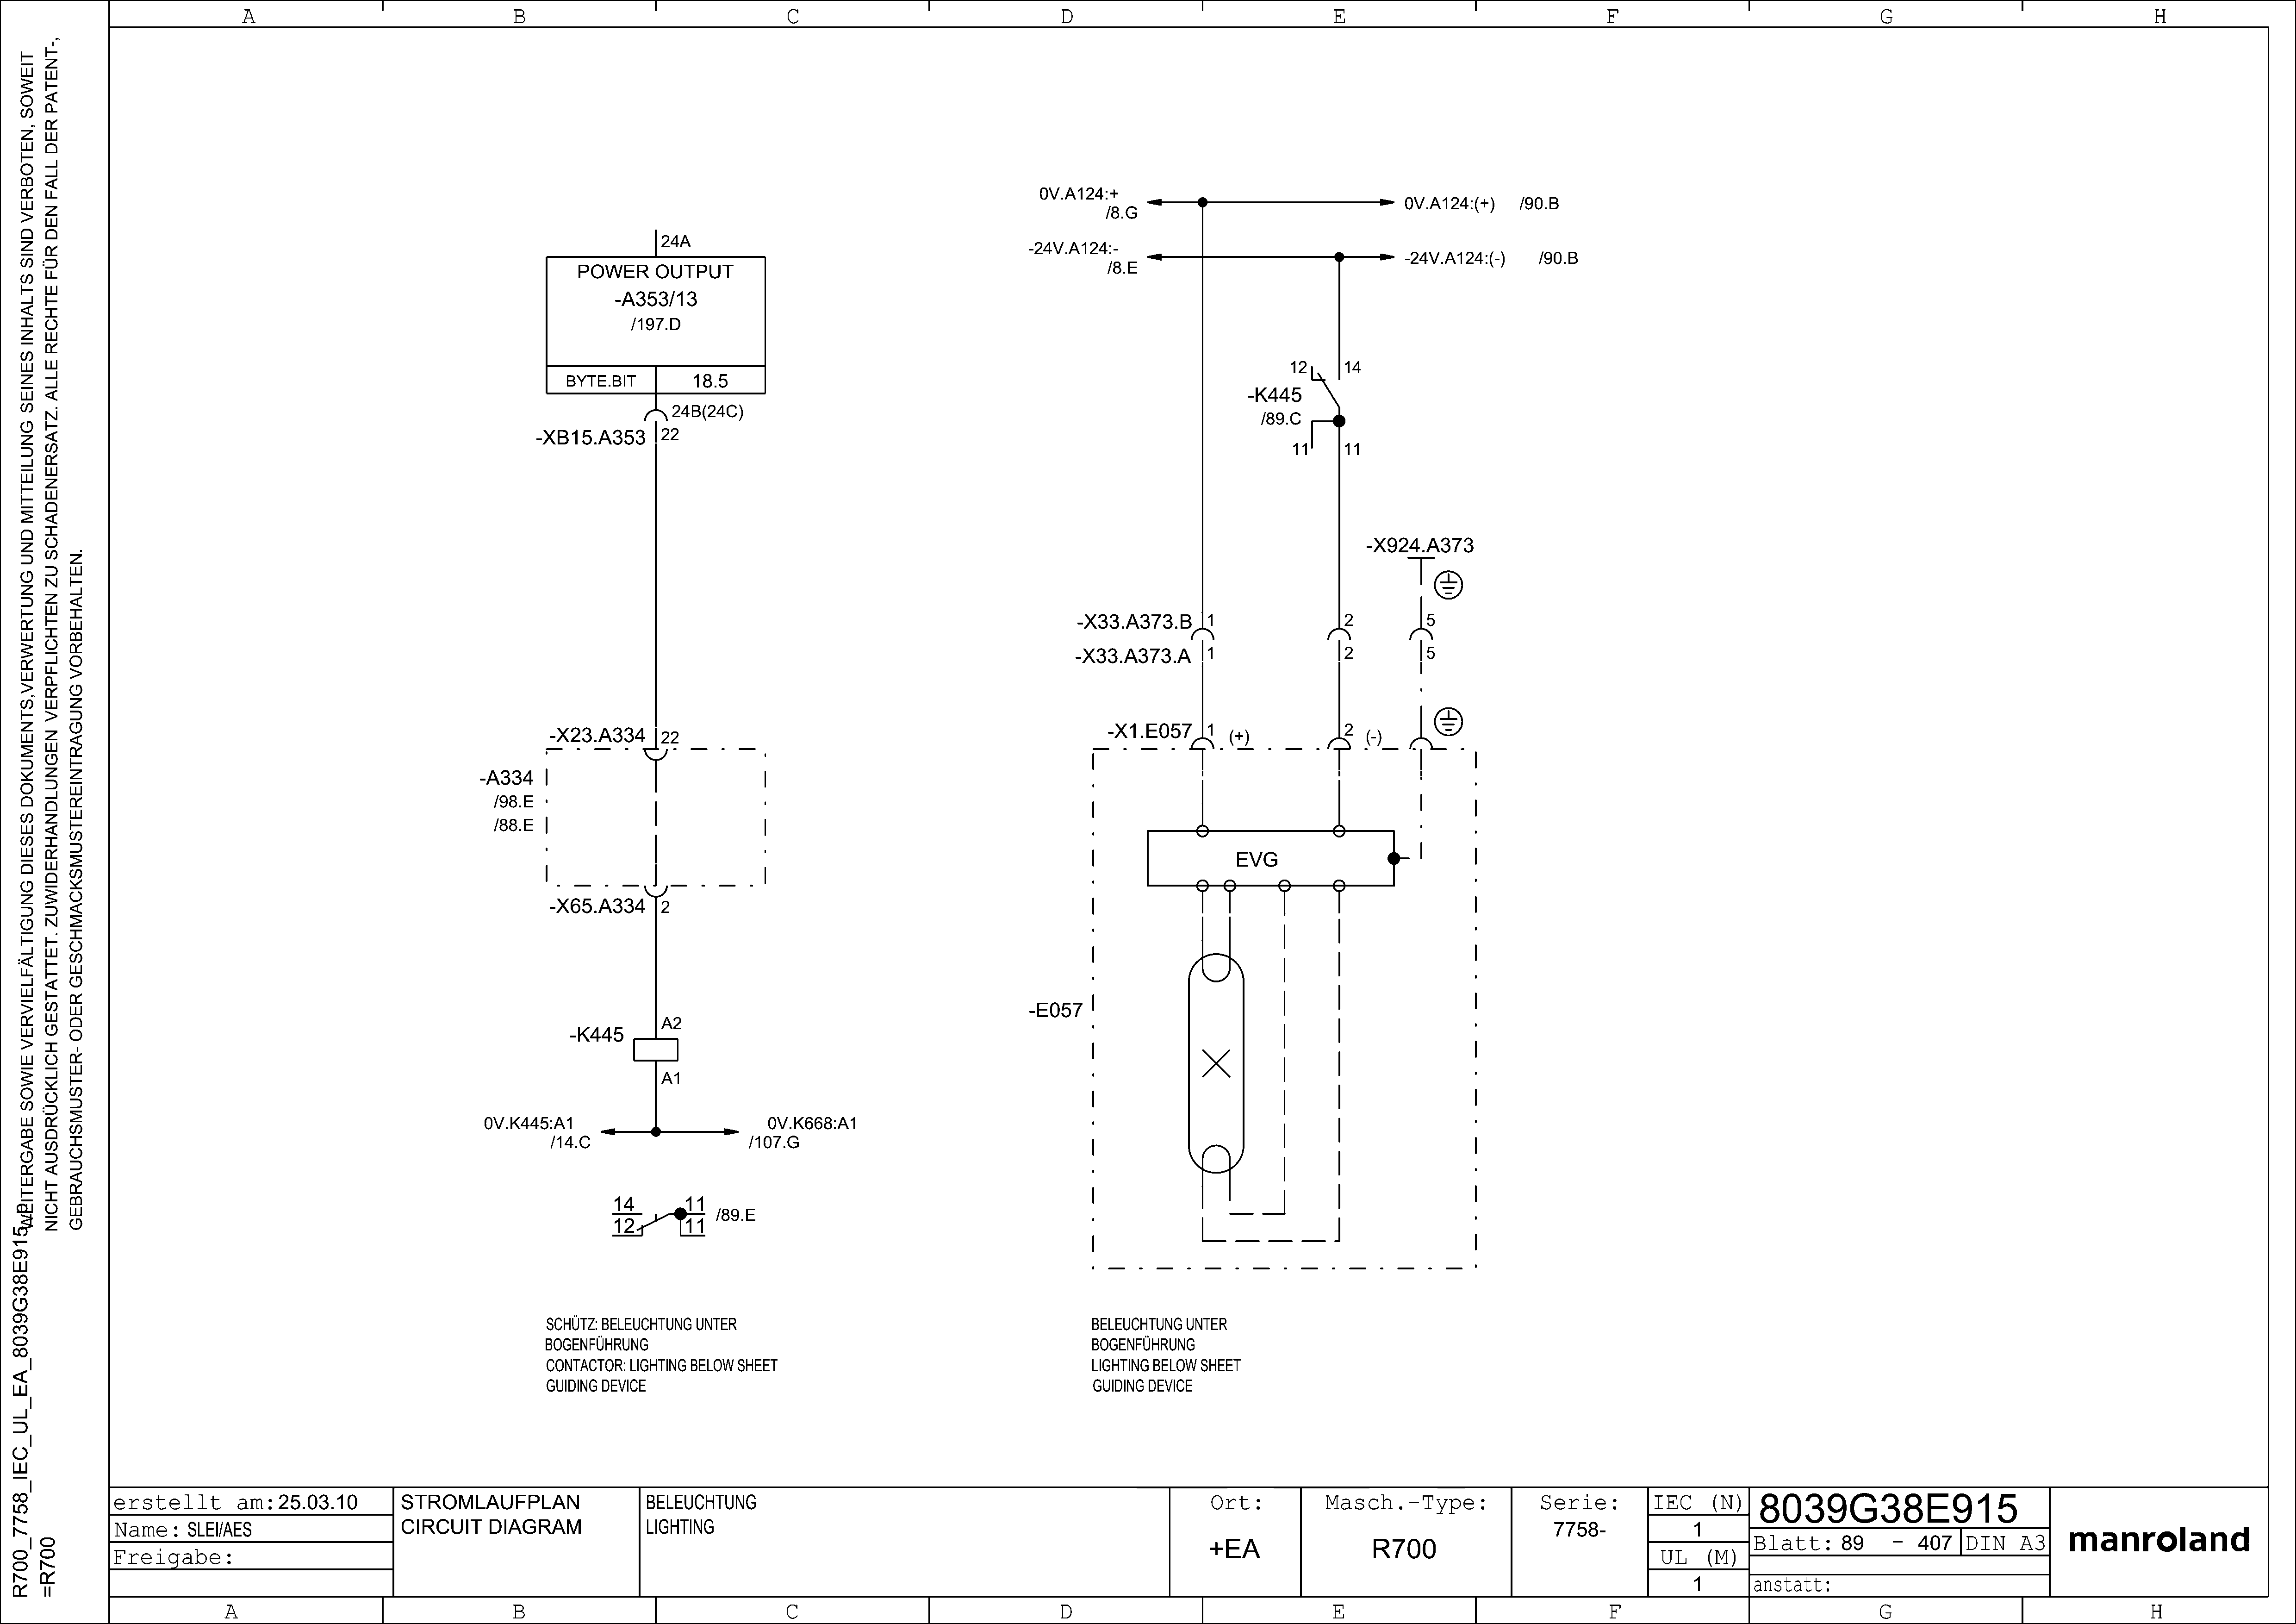 A B C D E F G H
WEITERGABE SOWIE VERVIELFÄLTIGUNG DIESES DOKUMENTS,VERWERTUNG UND MITTEILUNG SEINES INHALTS SIND VERBOTEN, SOWEIT
NICHT AUSDRÜCKLICH GESTATTET. ZUWIDERHANDLUNGEN VERPFLICHTEN ZU SCHADENERSATZ. ALLE RECHTE FÜR DEN FALL DER PATENT-,
GEBRAUCHSMUSTER- ODER GESCHMACKSMUSTEREINTRAGUNG VORBEHALTEN.
R700_7758_IEC_UL_EA_8039G38E915_P
=R700
24A
POWER OUTPUT
-A353/13
/197.D
BYTE.BIT 18.5
24B(24C)
-XB15.A353 22
-X23.A334 22
-A334
/98.E
/88.E
-X65.A334 2
A2
-K445
A1
0V.K445:A1 0V.K668:A1
/14.C /107.G
14 11
12 11
/89.E
SCHÜTZ: BELEUCHTUNG UNTER
BOGENFÜHRUNG
CONTACTOR: LIGHTING BELOW SHEET
GUIDING DEVICE
0V.A124:+
/8.G
0V.A124:(+) /90.B
-24V.A124:-
/8.E
-24V.A124:(-) /90.B
12 14
-K445
/89.C
11 11
-X924.A373
-X33.A373.B 1 2 5
-X33.A373.A 1 2 5
-X1.E057 1 (+) 2 (-)
EVG
-E057
BELEUCHTUNG UNTER
BOGENFÜHRUNG
LIGHTING BELOW SHEET
GUIDING DEVICE
erstellt am: 25.03.10
Name: SLEI/AES
Freigabe:
STROMLAUFPLAN
CIRCUIT DIAGRAM
BELEUCHTUNG
LIGHTING
Ort:
+EA
Masch.-Type:
R700
Serie:
7758-
IEC (N)
1
UL (M)
1
8039G38E915
Blatt: 89 - 407 DIN A3
anstatt:
manroland
A B C D E F G H